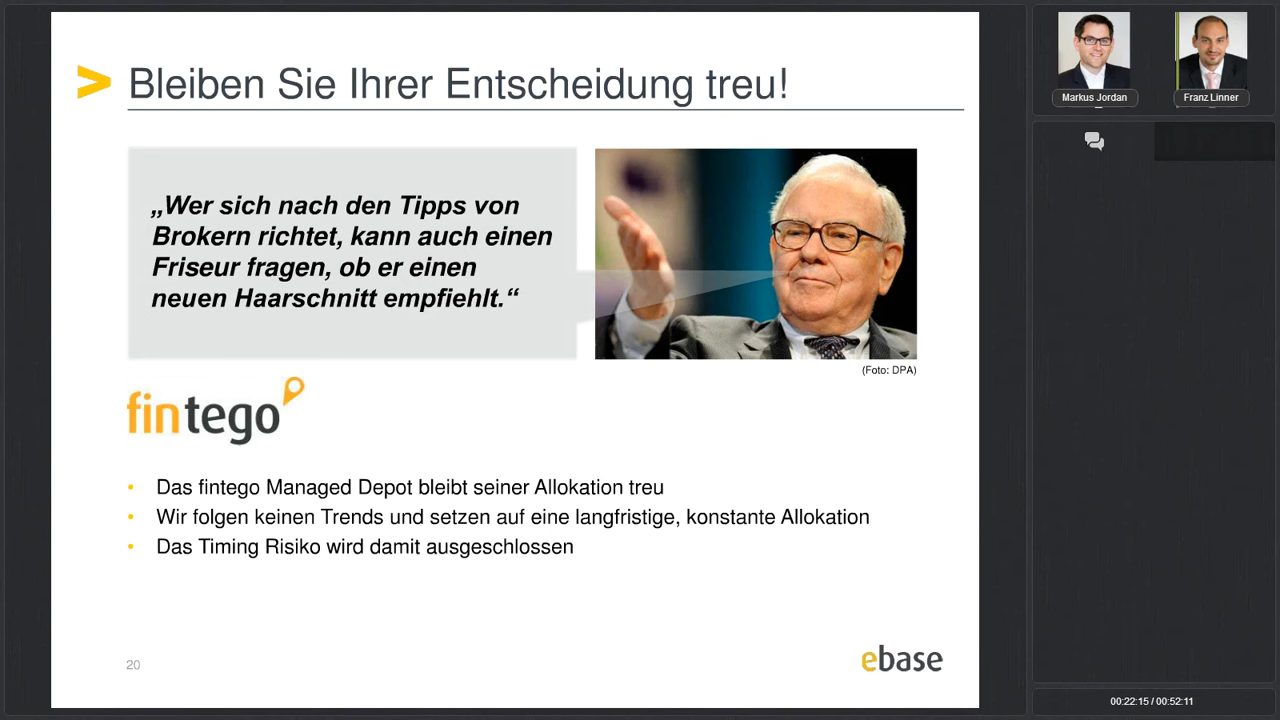 > Bleiben Sie Ihrer Entscheidung treu!
„Wer sich nach den Tipps von
Brokern richtet, kann auch einen
Friseur fragen, ob er einen
neuen Haarschnitt empfiehlt.“
(Foto: DPA)
fintego
• Das fintego Managed Depot bleibt seiner Allokation treu
• Wir folgen keinen Trends und setzen auf eine langfristige, konstante Allokation
• Das Timing Risiko wird damit ausgeschlossen
20
ebase
Markus Jordan
Franz Linner
00:22:15 / 00:52:11